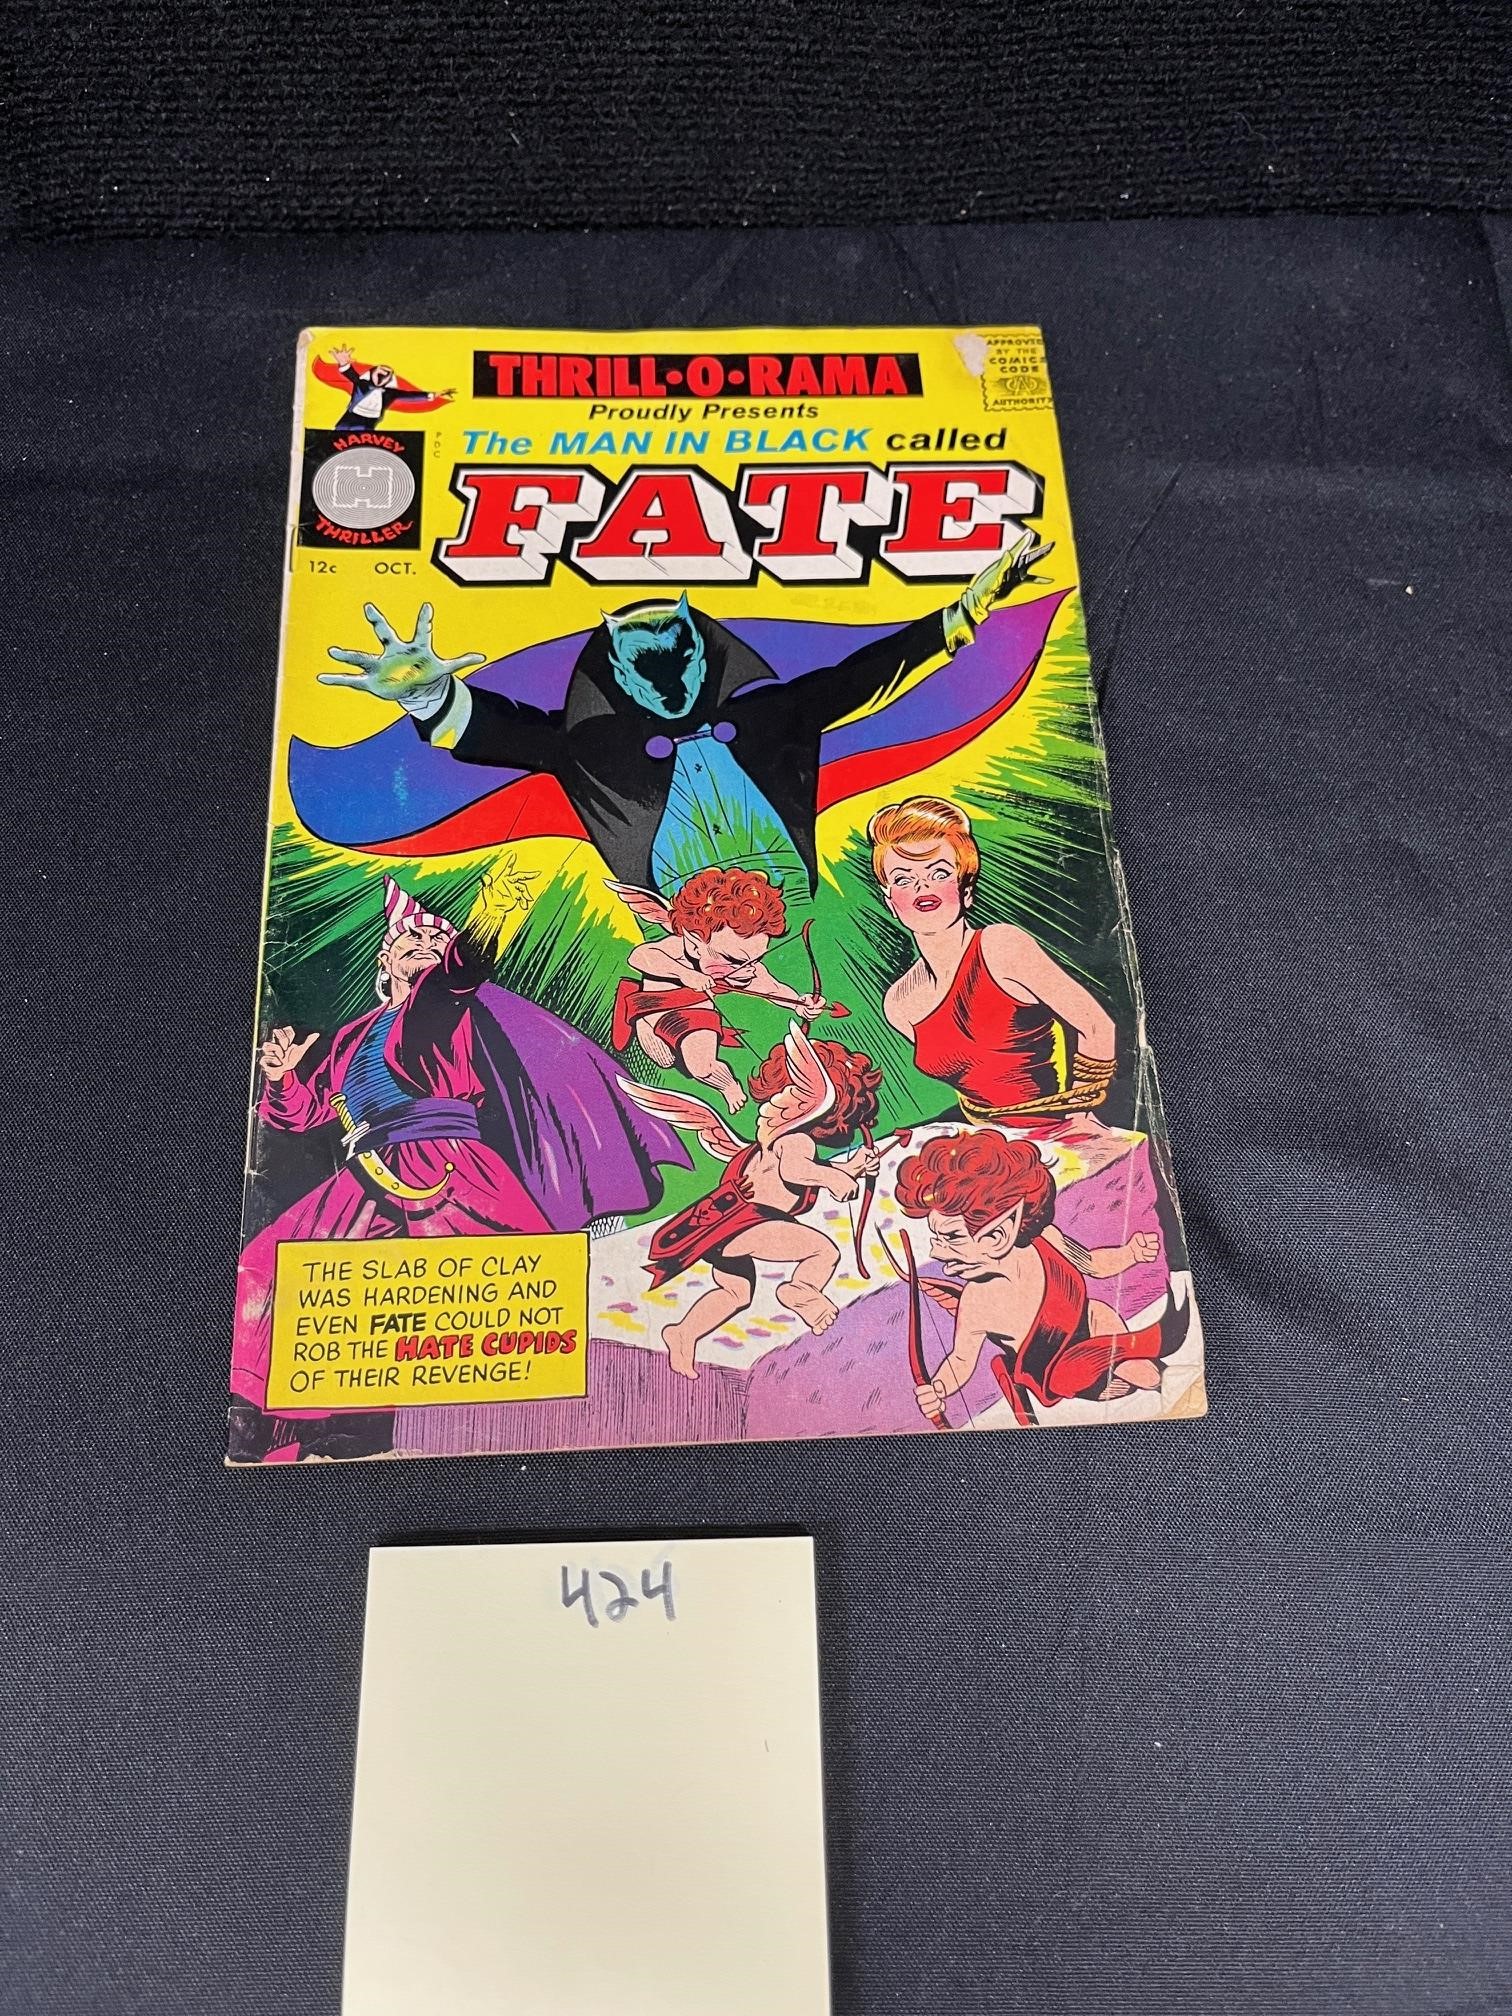 THRILL•O•RAMA
Proudly Presents
The MAN IN BLACK called
FATE
HARVEY
H
THRILLER
PDC
12c OCT.
APPROVED
BY THE
COMICS
CODE
CA
AUTHORITY
THE SLAB OF CLAY
WAS HARDENING AND
EVEN FATE COULD NOT
ROB THE HATE CUPIDS
OF THEIR REVENGE!
424